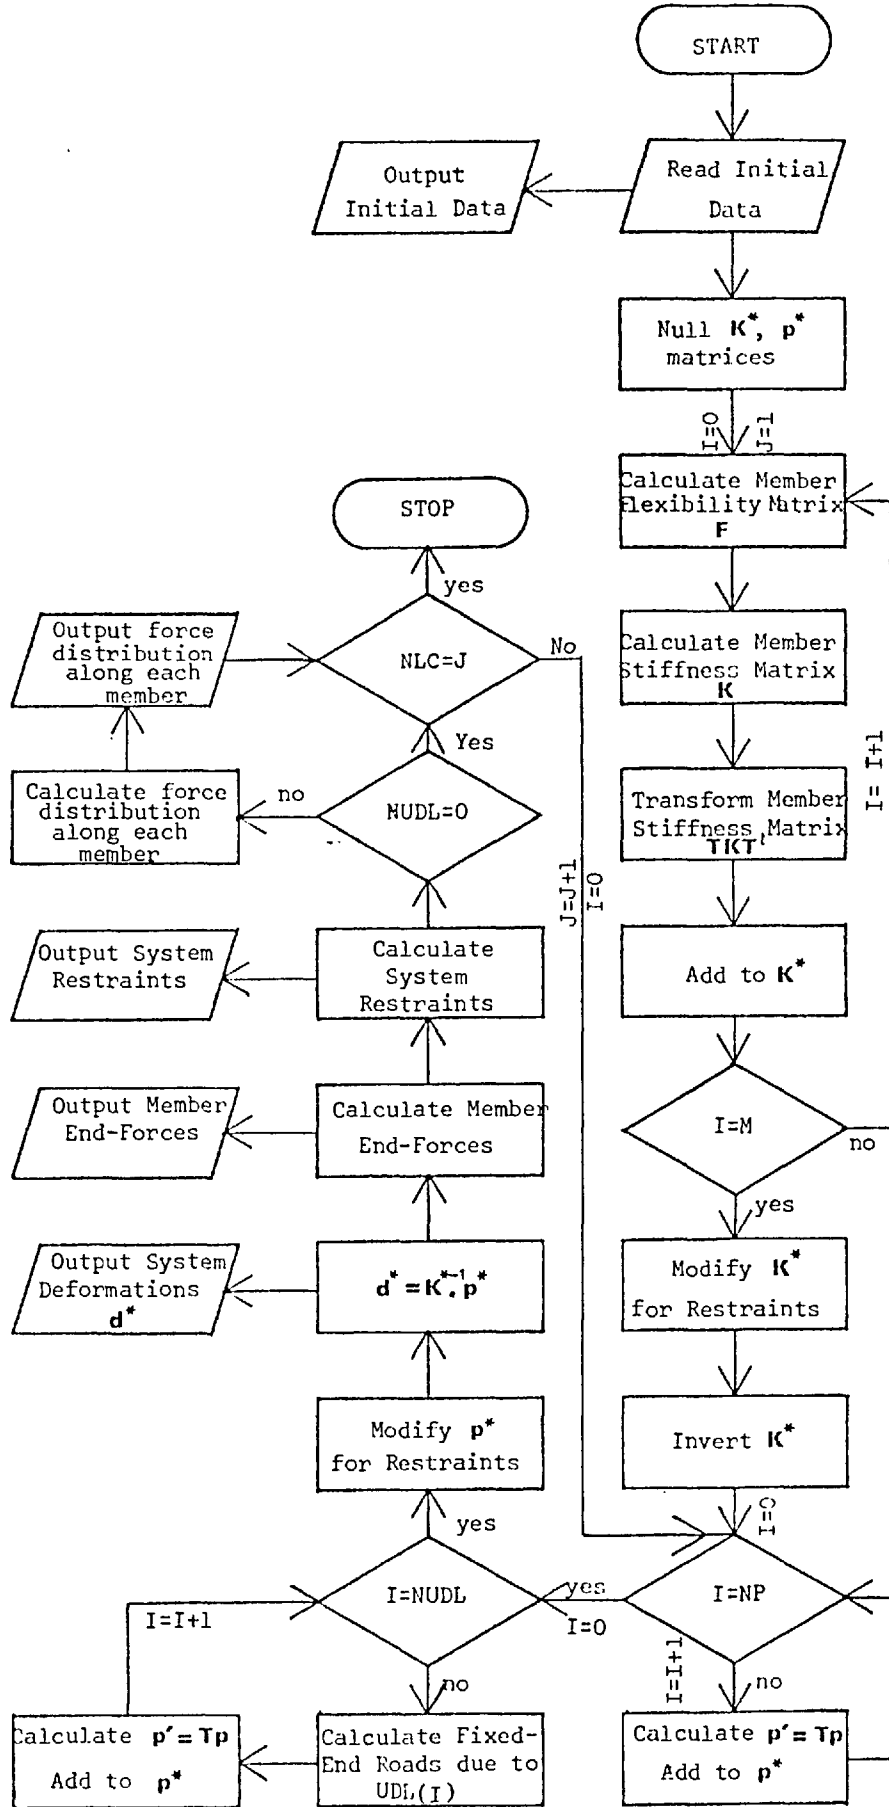 START
Read Initial
Data
Output
Initial Data
Null K*, p*
matrices
I=0
J=1
Calculate Member
Flexibility Matrix
F
Calculate Member
Stiffness Matrix
K
I= I+1
Transform Member
Stiffness Matrix
TKTᵗ
Add to K*
I=M
no
yes
Modify K*
for Restraints
Invert K*
I=0
I=NP
I=I+1
no
Calculate p'=Tp
Add to p*
yes
I=0
I=NUDL
no
Calculate Fixed-
End Roads due to
UDL(I)
Calculate p'=Tp
Add to p*
I=I+1
yes
Modify p*
for Restraints
d* = K*⁻¹. p*
Output System
Deformations
d*
Calculate Member
End-Forces
Output Member
End-Forces
Calculate
System
Restraints
Output System
Restraints
NUDL=0
no
Calculate force
distribution
along each
member
Output force
distribution
along each
member
Yes
NLC=J
No
J=J+1
I=0
yes
STOP